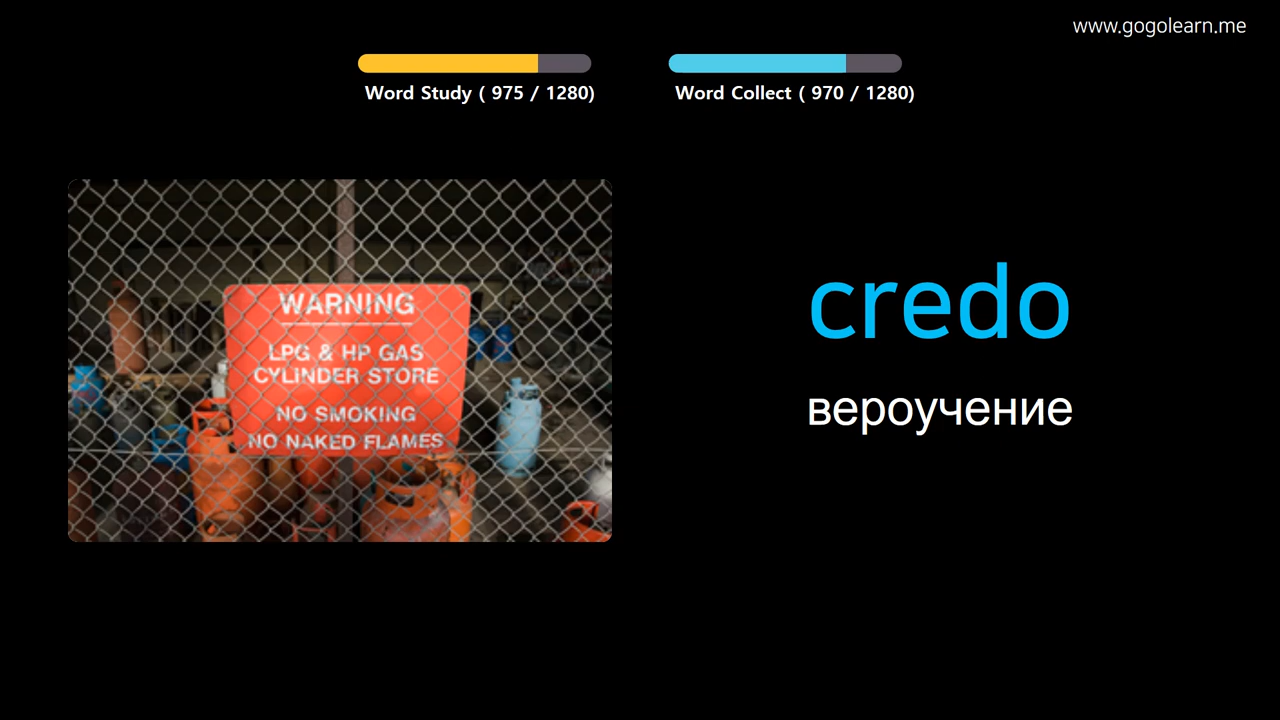 www.gogolearn.me
Word Study ( 975 / 1280)
Word Collect ( 970 / 1280)
WARNING
LPG & HP GAS
CYLINDER STORE
NO SMOKING
NO NAKED FLAMES
credo
вероучение